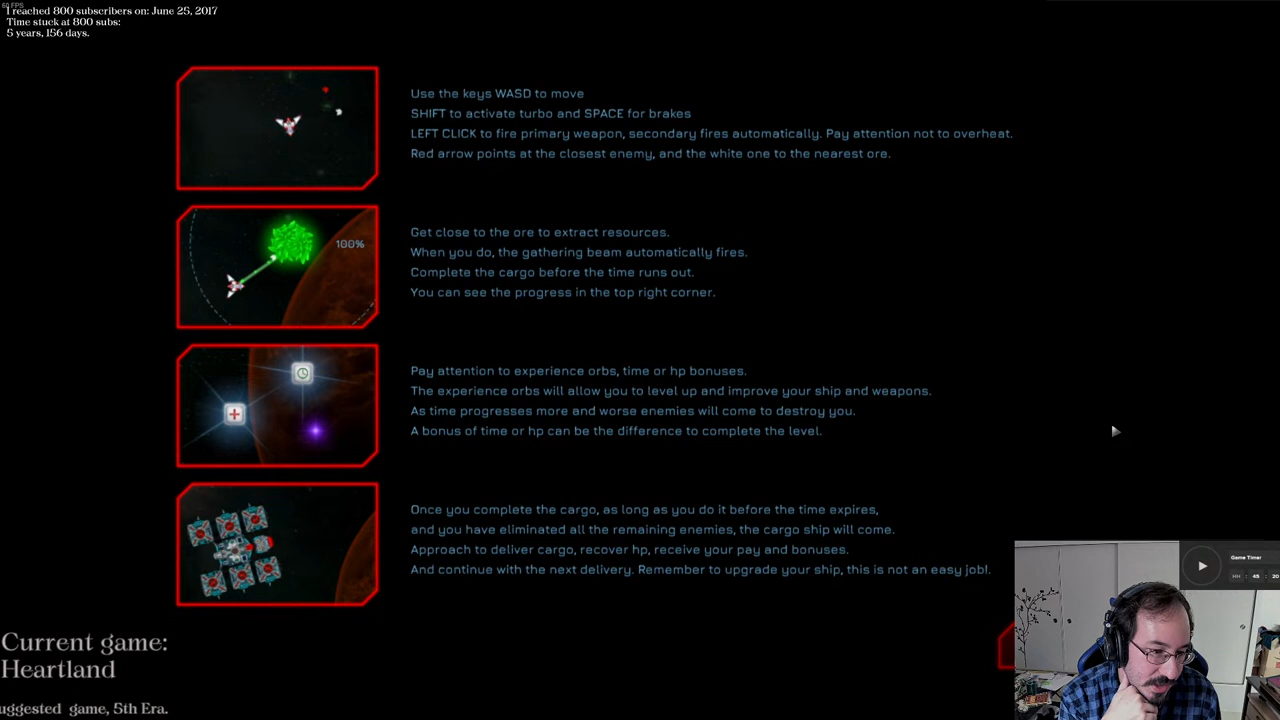 60 FPS
I reached 800 subscribers on: June 25, 2017
Time stuck at 800 subs:
5 years, 156 days.
Use the keys WASD to move
SHIFT to activate turbo and SPACE for brakes
LEFT CLICK to fire primary weapon, secondary fires automatically. Pay attention not to overheat.
Red arrow points at the closest enemy, and the white one to the nearest ore.
100%
Get close to the ore to extract resources.
When you do, the gathering beam automatically fires.
Complete the cargo before the time runs out.
You can see the progress in the top right corner.
Pay attention to experience orbs, time or hp bonuses.
The experience orbs will allow you to level up and improve your ship and weapons.
As time progresses more and worse enemies will come to destroy you.
A bonus of time or hp can be the difference to complete the level.
Once you complete the cargo, as long as you do it before the time expires,
and you have eliminated all the remaining enemies, the cargo ship will come.
Approach to deliver cargo, recover hp, receive your pay and bonuses.
And continue with the next delivery. Remember to upgrade your ship, this is not an easy job!.
Game Timer
HH : 45 : 20
Current game:
Heartland
uggested game, 5th Era.